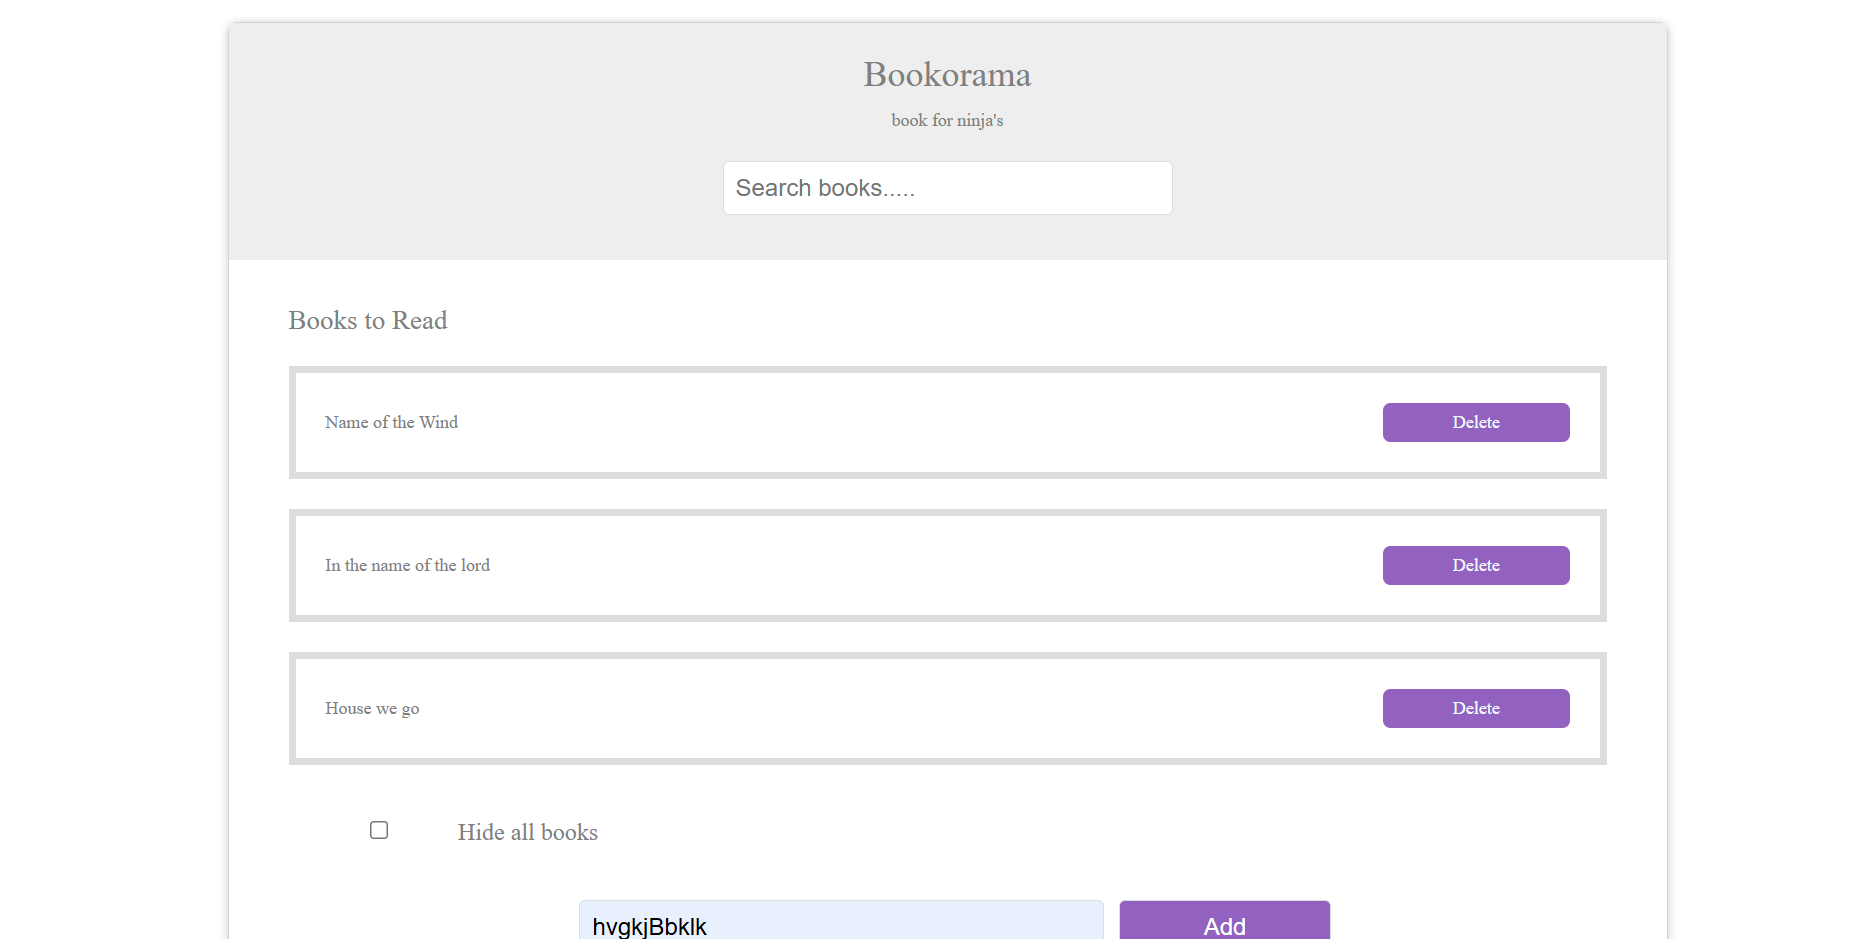 Bookorama
book for ninja's
Search books.....
Books to Read
Name of the Wind
Delete
In the name of the lord
Delete
House we go
Delete
Hide all books
hvgkjBbklk
Add